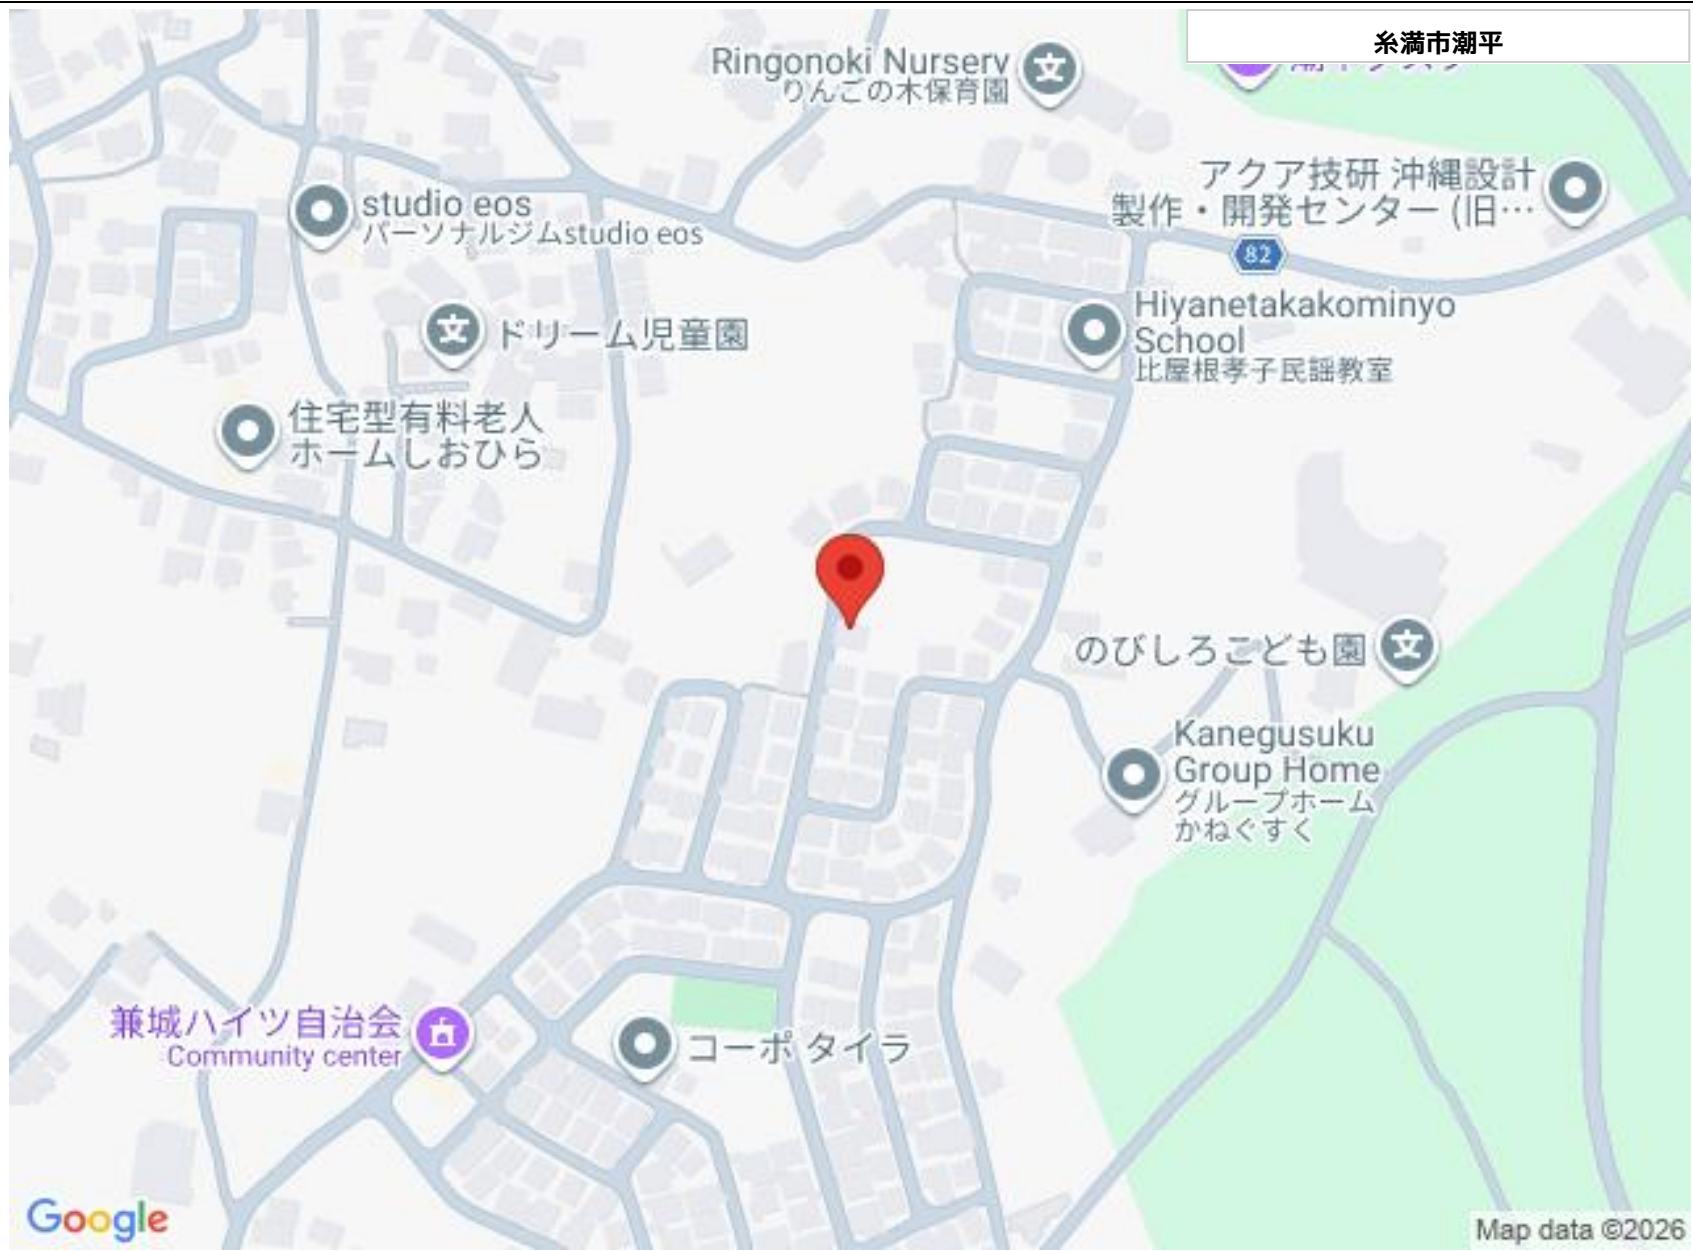 糸満市潮平
Ringonoki Nursery
りんごの木保育園
アクア技研 沖縄設計
製作・開発センター (旧…
studio eos
パーソナルジムstudio eos
82
Hiyanetakakominyo
School
比屋根孝子民謡教室
ドリーム児童園
住宅型有料老人
ホームしおひら
のびしろこども園
Kanegusuku
Group Home
グループホーム
かねぐすく
兼城ハイツ自治会
Community center
コーポ タイラ
Google
Map data ©2026